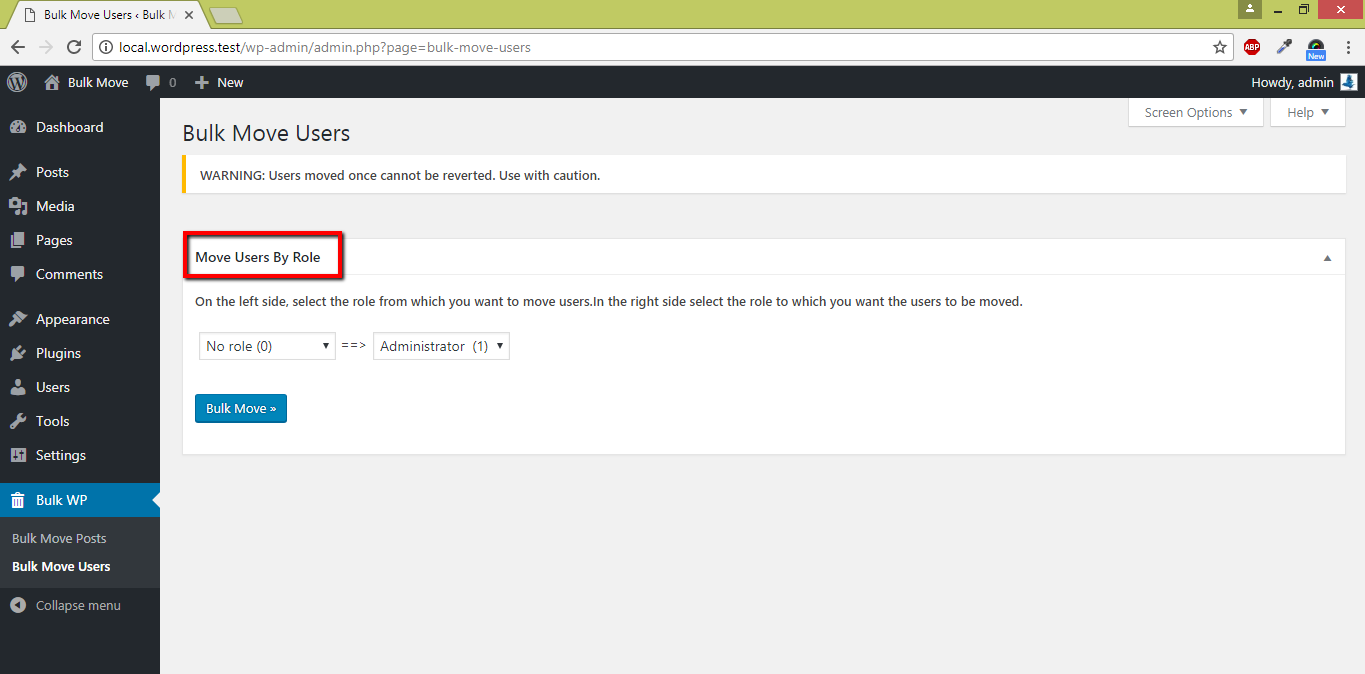 Bulk Move Users ‹ Bulk M
local.wordpress.test/wp-admin/admin.php?page=bulk-move-users
ABP
New
Bulk Move
0
New
Howdy, admin
Screen Options
Help
Dashboard
Posts
Media
Pages
Comments
Appearance
Plugins
Users
Tools
Settings
Bulk WP
Bulk Move Posts
Bulk Move Users
Collapse menu
Bulk Move Users
WARNING: Users moved once cannot be reverted. Use with caution.
Move Users By Role
On the left side, select the role from which you want to move users.In the right side select the role to which you want the users to be moved.
No role (0) ==> Administrator (1)
Bulk Move »